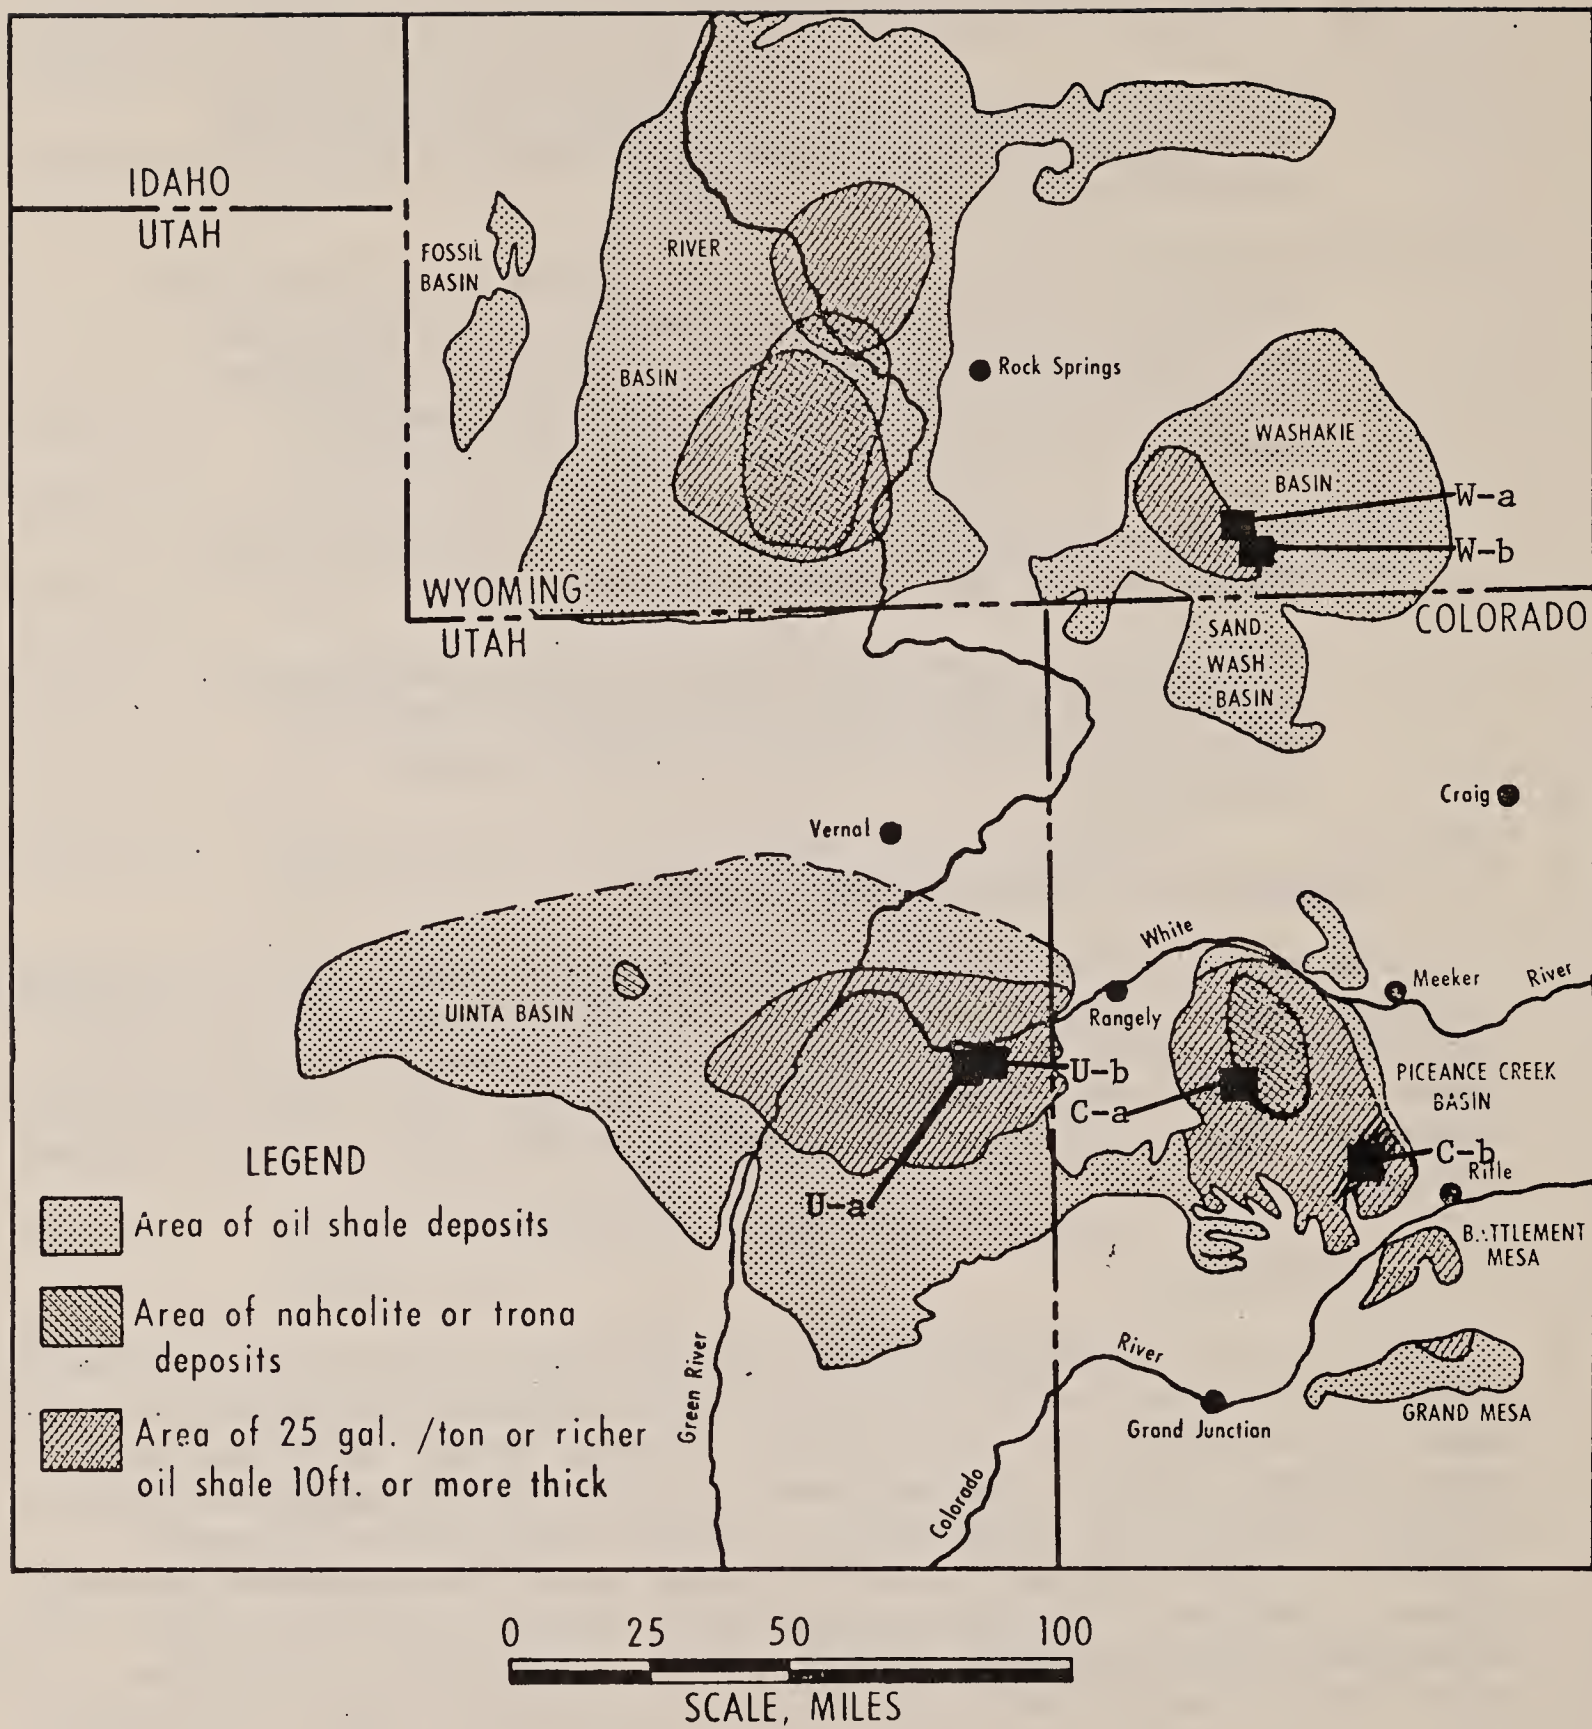 IDAHO
UTAH
FOSSIL
BASIN
RIVER
BASIN
Rock Springs
WASHAKIE
BASIN
W-a
W-b
WYOMING
UTAH
COLORADO
SAND
WASH
BASIN
Craig
Vernal
White
Meeker
River
Rangely
UINTA BASIN
U-b
C-a
PICEANCE CREEK
BASIN
C-b
Rifle
U-a
LEGEND
Area of oil shale deposits
Area of nahcolite or trona
deposits
Area of 25 gal. /ton or richer
oil shale 10ft. or more thick
B. TTLEMENT
MESA
Green River
River
Grand Junction
GRAND MESA
Colorado
0 25 50 100
SCALE, MILES